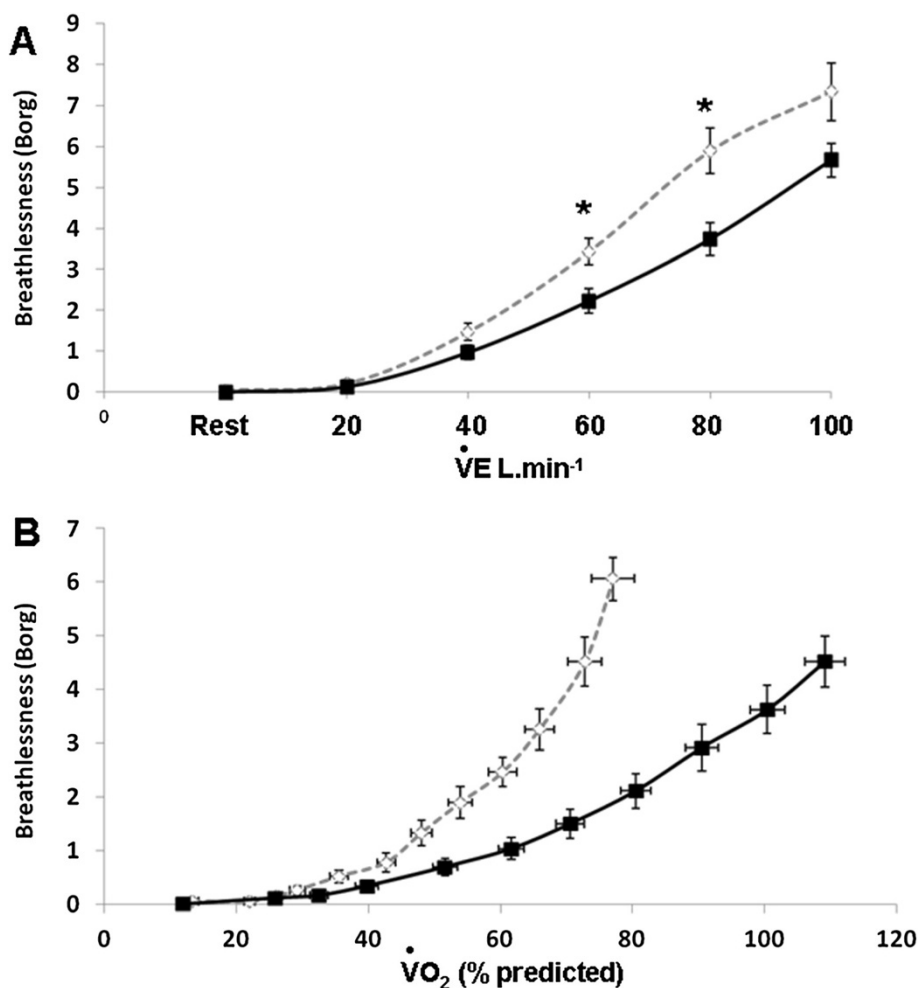 A
Breathlessness (Borg)
9
8
7
6
5
4
3
2
1
0
*
*
0 Rest 20 40 60 80 100
V̇E L.min⁻¹
B
Breathlessness (Borg)
7
6
5
4
3
2
1
0
0 20 40 60 80 100 120
V̇O₂ (% predicted)